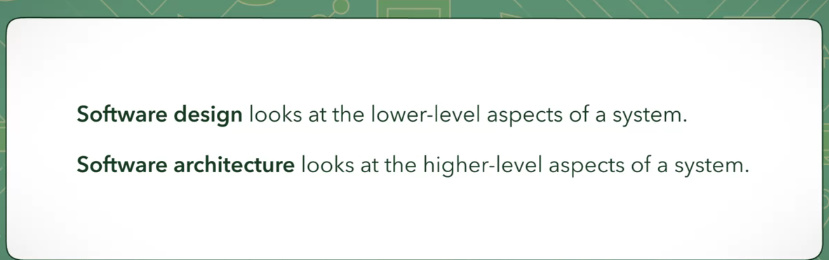 Software design looks at the lower-level aspects of a system.
Software architecture looks at the higher-level aspects of a system.